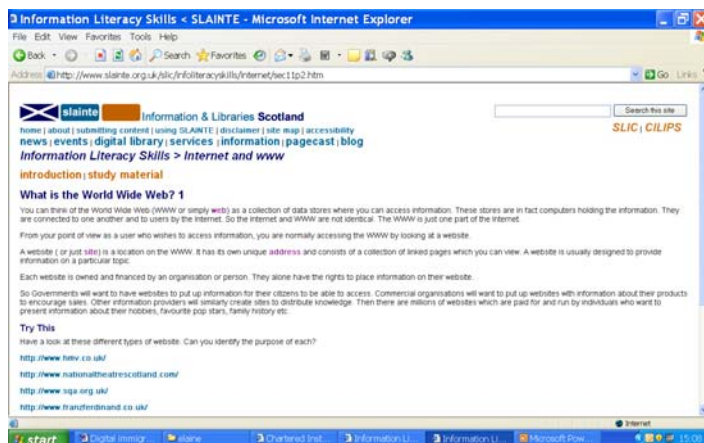 Information Literacy Skills < SLAINTE - Microsoft Internet Explorer
File Edit View Favorites Tools Help
Back Search Favorites
Address http://www.slainte.org.uk/slic/infoliteracyskills/internet/sec11p2.htm Go Links
slainte Information & Libraries Scotland Search this site
home | about | submitting content | using SLAINTE | disclaimer | site map | accessibility SLIC | CILIPS
news | events | digital library | services | information | pagecast | blog
Information Literacy Skills > Internet and www
introduction | study material
What is the World Wide Web? 1
You can think of the World Wide Web (WWW or simply web) as a collection of data stores where you can access information. These stores are in fact computers holding the information. They
are connected to one another and to users by the Internet. So the Internet and WWW are not identical. The WWW is just one part of the Internet
From your point of view as a user who wishes to access information, you are normally accessing the WWW by looking at a website.
A website ( or just site) is a location on the WWW. It has its own unique address and consists of a collection of linked pages which you can view. A website is usually designed to provide
information on a particular topic.
Each website is owned and financed by an organisation or person. They alone have the rights to place information on their website.
So Governments will want to have websites to put up information for their citizens to be able to access. Commercial organisations will want to put up websites with information about their products
to encourage sales. Other information providers will similarly create sites to distribute knowledge. Then there are millions of websites which are paid for and run by individuals who want to
present information about their hobbies, favourite pop stars, family history etc.
Try This
Have a look at these different types of website. Can you identify the purpose of each?
http://www.hmv.co.uk/
http://www.nationaltheatrescotland.com/
http://www.sqa.org.uk/
http://www.franzferdinand.co.uk/
Internet
start Digital immigr... elaine Chartered Inst... Information Li... Information Li... Microsoft Pow... 15:08